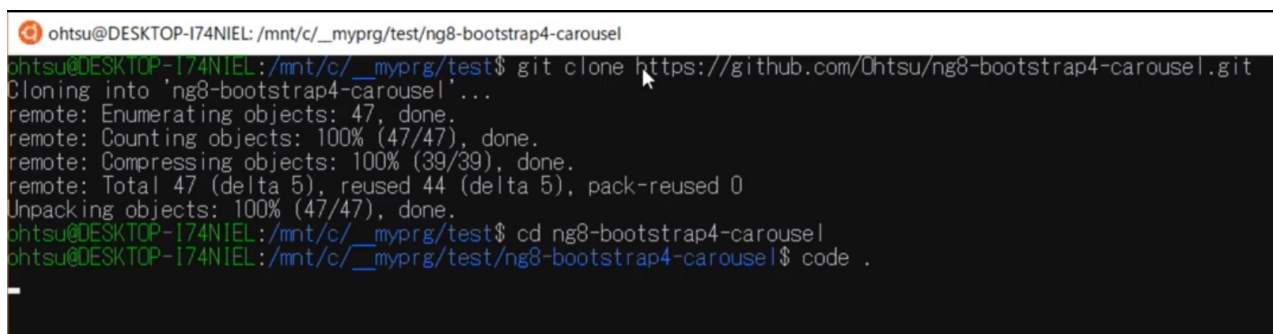 ohtsu@DESKTOP-I74NIEL: /mnt/c/__myprg/test/ng8-bootstrap4-carousel
ohtsu@DESKTOP-I74NIEL:/mnt/c/__myprg/test$ git clone https://github.com/Ohtsu/ng8-bootstrap4-carousel.git
Cloning into 'ng8-bootstrap4-carousel'...
remote: Enumerating objects: 47, done.
remote: Counting objects: 100% (47/47), done.
remote: Compressing objects: 100% (39/39), done.
remote: Total 47 (delta 5), reused 44 (delta 5), pack-reused 0
Unpacking objects: 100% (47/47), done.
ohtsu@DESKTOP-I74NIEL:/mnt/c/__myprg/test$ cd ng8-bootstrap4-carousel
ohtsu@DESKTOP-I74NIEL:/mnt/c/__myprg/test/ng8-bootstrap4-carousel$ code .